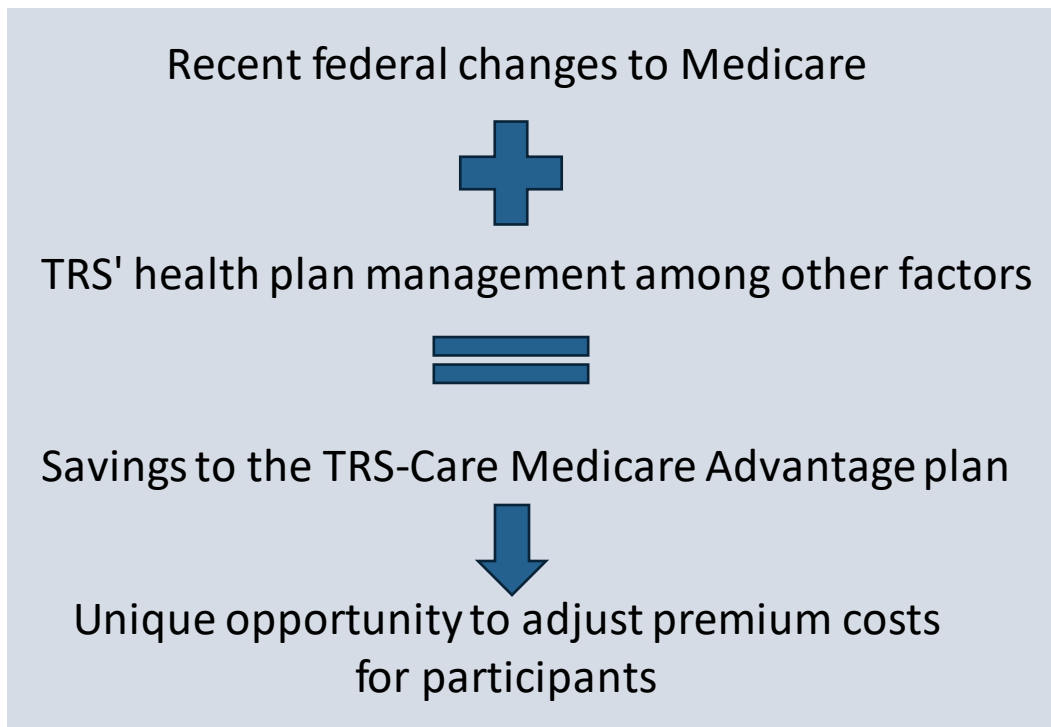 Recent federal changes to Medicare
TRS' health plan management among other factors
Savings to the TRS-Care Medicare Advantage plan
Unique opportunity to adjust premium costs
for participants